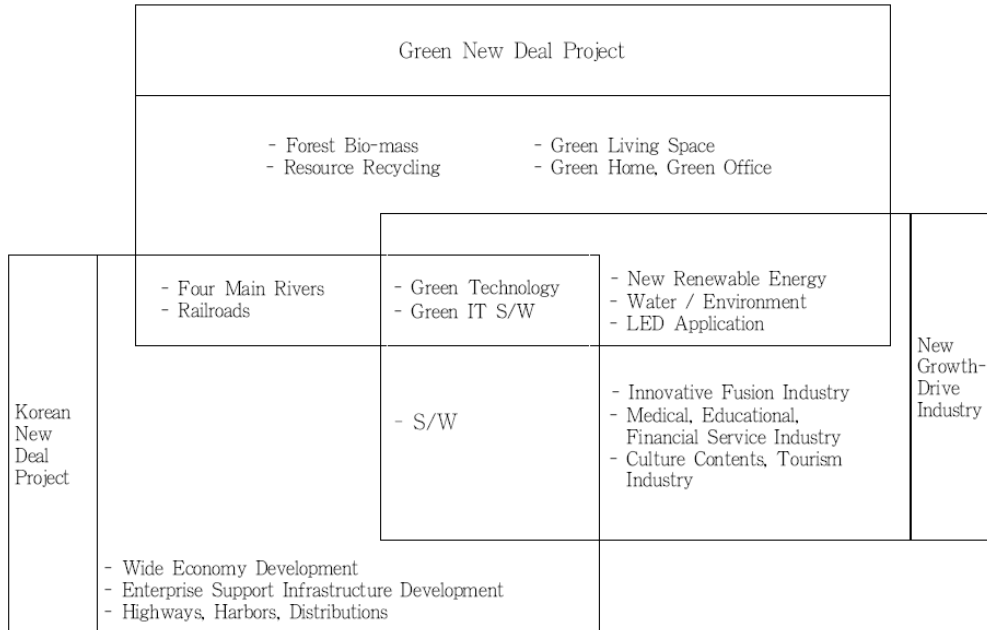 Green New Deal Project
- Forest Bio-mass
- Resource Recycling
- Green Living Space
- Green Home, Green Office
- Four Main Rivers
- Railroads
- Green Technology
- Green IT S/W
- New Renewable Energy
- Water / Environment
- LED Application
New
Growth-
Drive
Industry
Korean
New
Deal
Project
- S/W
- Innovative Fusion Industry
- Medical, Educational,
Financial Service Industry
- Culture Contents, Tourism
Industry
- Wide Economy Development
- Enterprise Support Infrastructure Development
- Highways, Harbors, Distributions